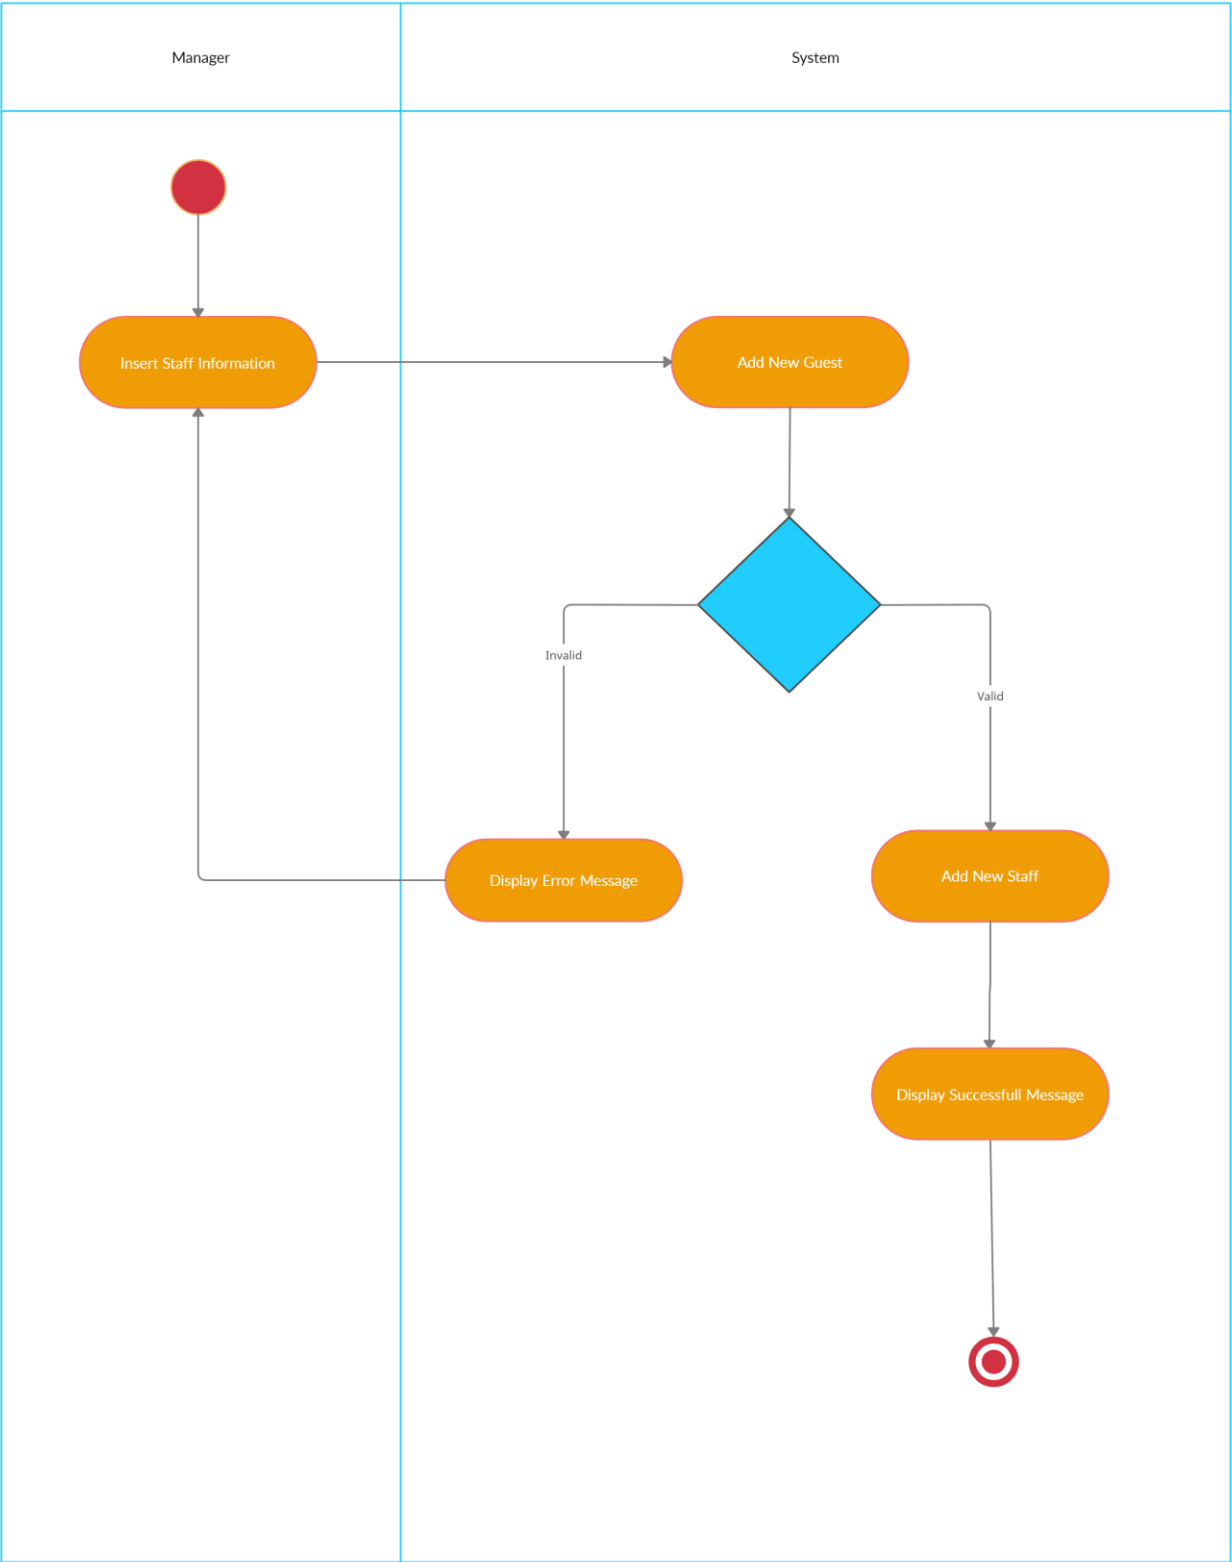 Manager
System
Insert Staff Information
Add New Guest
Invalid
Valid
Display Error Message
Add New Staff
Display Successfull Message